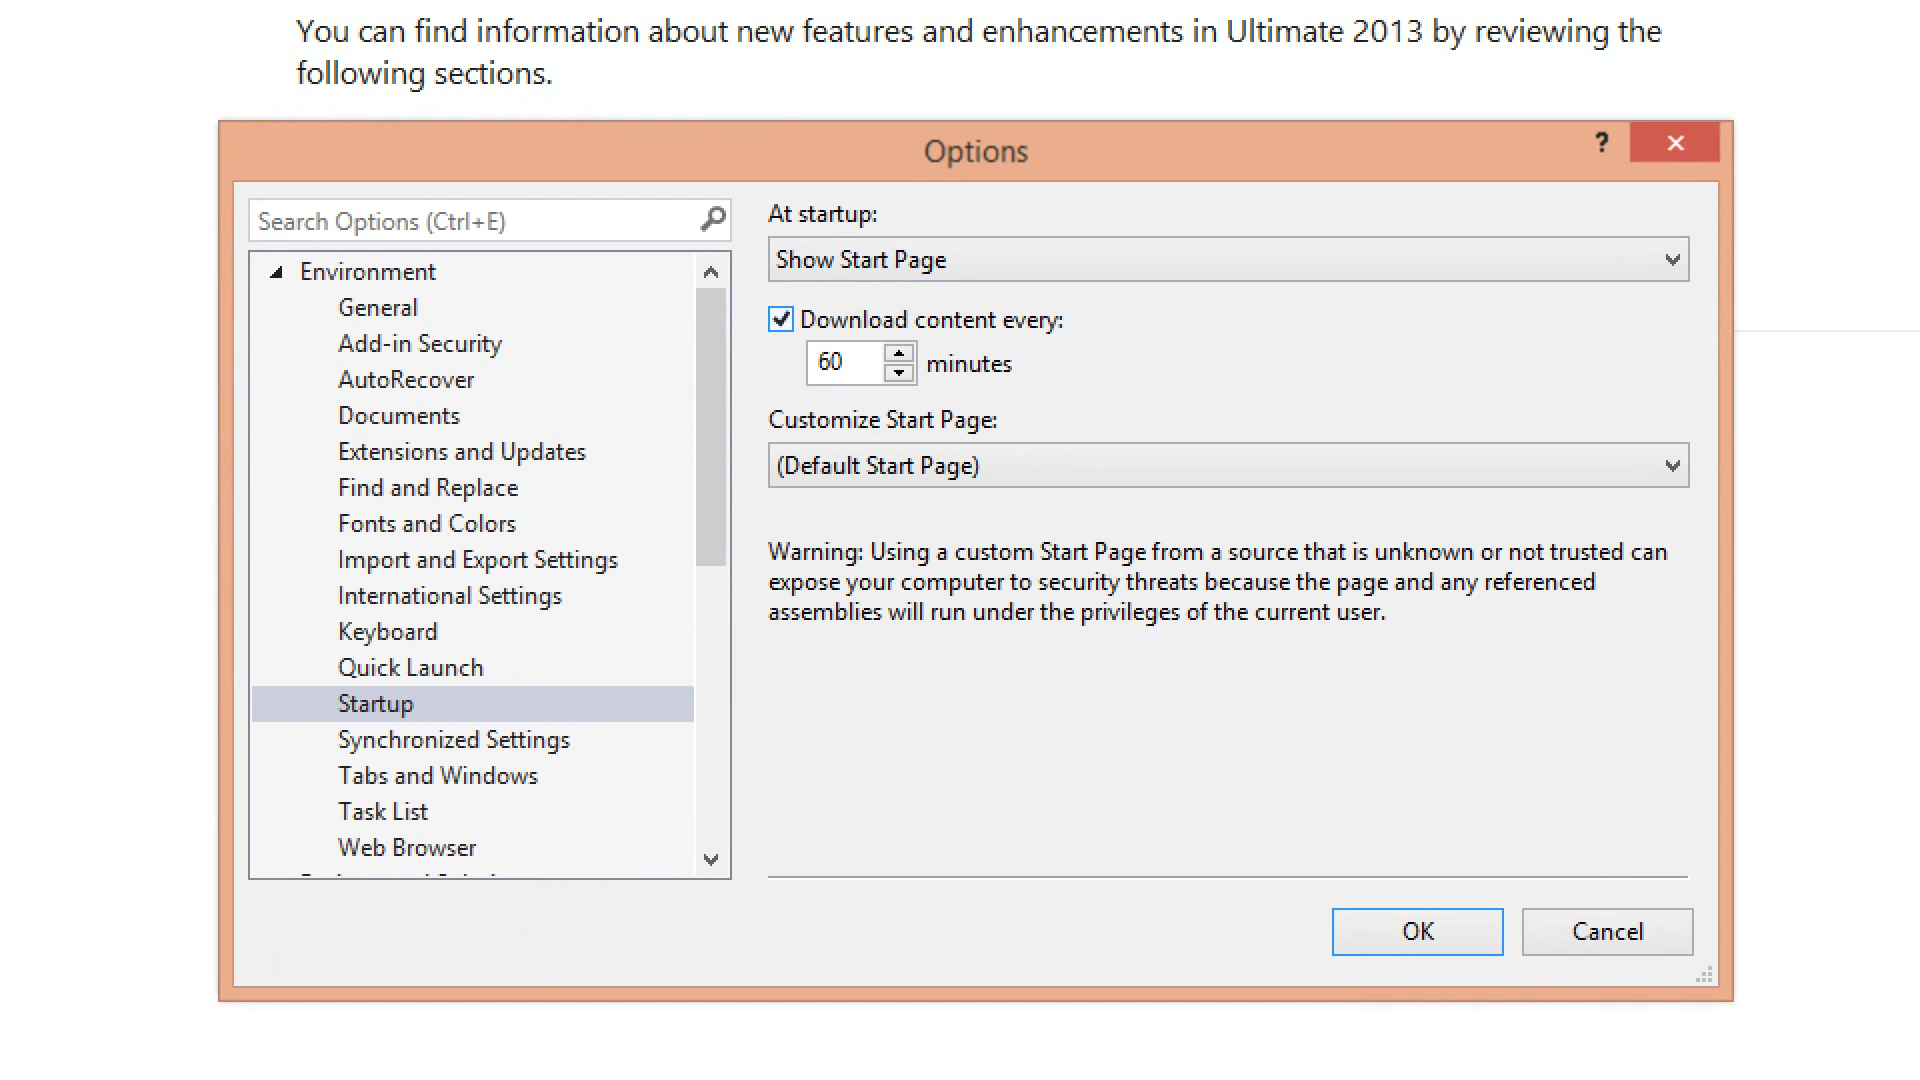 You can find information about new features and enhancements in Ultimate 2013 by reviewing the
following sections.
Options
?
Search Options (Ctrl+E)
At startup:
Show Start Page
Environment
General
Add-in Security
AutoRecover
Documents
Extensions and Updates
Find and Replace
Fonts and Colors
Import and Export Settings
International Settings
Keyboard
Quick Launch
Startup
Synchronized Settings
Tabs and Windows
Task List
Web Browser
Download content every:
60 minutes
Customize Start Page:
(Default Start Page)
Warning: Using a custom Start Page from a source that is unknown or not trusted can
expose your computer to security threats because the page and any referenced
assemblies will run under the privileges of the current user.
OK
Cancel